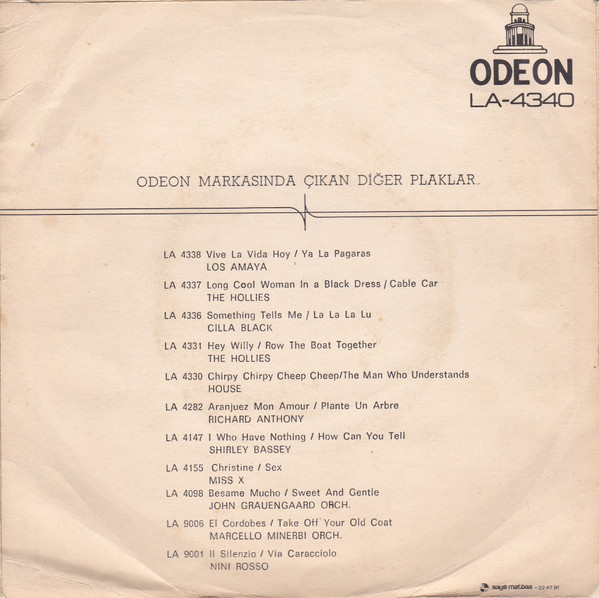 ODEON
LA-4340
ODEON MARKASINDA ÇIKAN DİĞER PLAKLAR.
LA 4338 Vive La Vida Hoy / Ya La Pagaras
LOS AMAYA
LA 4337 Long Cool Woman In a Black Dress / Cable Car
THE HOLLIES
LA 4336 Something Tells Me / La La La Lu
CILLA BLACK
LA 4331 Hey Willy / Row The Boat Together
THE HOLLIES
LA 4330 Chirpy Chirpy Cheep Cheep/The Man Who Understands
HOUSE
LA 4282 Aranjuez Mon Amour / Plante Un Arbre
RICHARD ANTHONY
LA 4147 I Who Have Nothing / How Can You Tell
SHIRLEY BASSEY
LA 4155 Christine / Sex
MISS X
LA 4098 Besame Mucho / Sweet And Gentle
JOHN GRAUENGAARD ORCH.
LA 9006 El Cordobes / Take Off Your Old Coat
MARCELLO MINERBI ORCH.
LA 9001 Il Silenzio / Via Caracciolo
NINI ROSSO
saya matbaa - 22 47 91